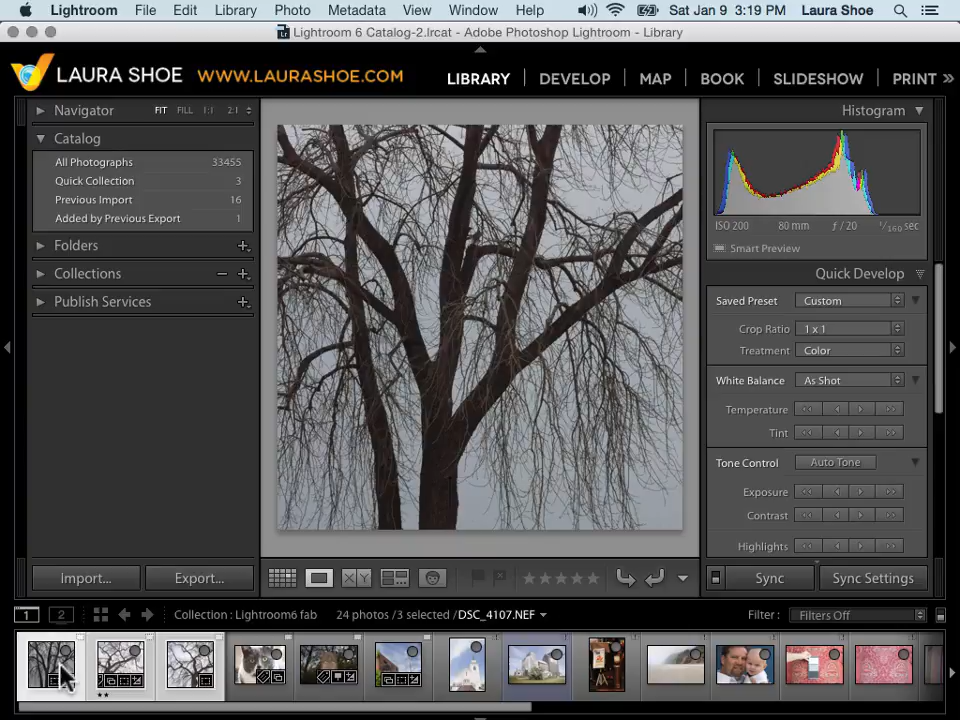 Lightroom File Edit Library Photo Metadata View Window Help Sat Jan 9 3:19 PM Laura Shoe
Lightroom 6 Catalog-2.lrcat - Adobe Photoshop Lightroom - Library
LAURA SHOE WWW.LAURASHOE.COM LIBRARY DEVELOP MAP BOOK SLIDESHOW PRINT »
Navigator FIT FILL 1:1 2:1
Histogram
Catalog
All Photographs 33455
Quick Collection 3
Previous Import 16
Added by Previous Export 1
ISO 200 80 mm ƒ / 20 1/160 sec
Folders
Smart Preview
Collections
Quick Develop
Publish Services
Saved Preset Custom
Crop Ratio 1 x 1
Treatment Color
White Balance As Shot
Temperature
Tint
Tone Control Auto Tone
Exposure
Contrast
Highlights
Import... Export... XY Sync Sync Settings
1 2 Collection : Lightroom6 fab 24 photos /3 selected /DSC_4107.NEF Filter : Filters Off